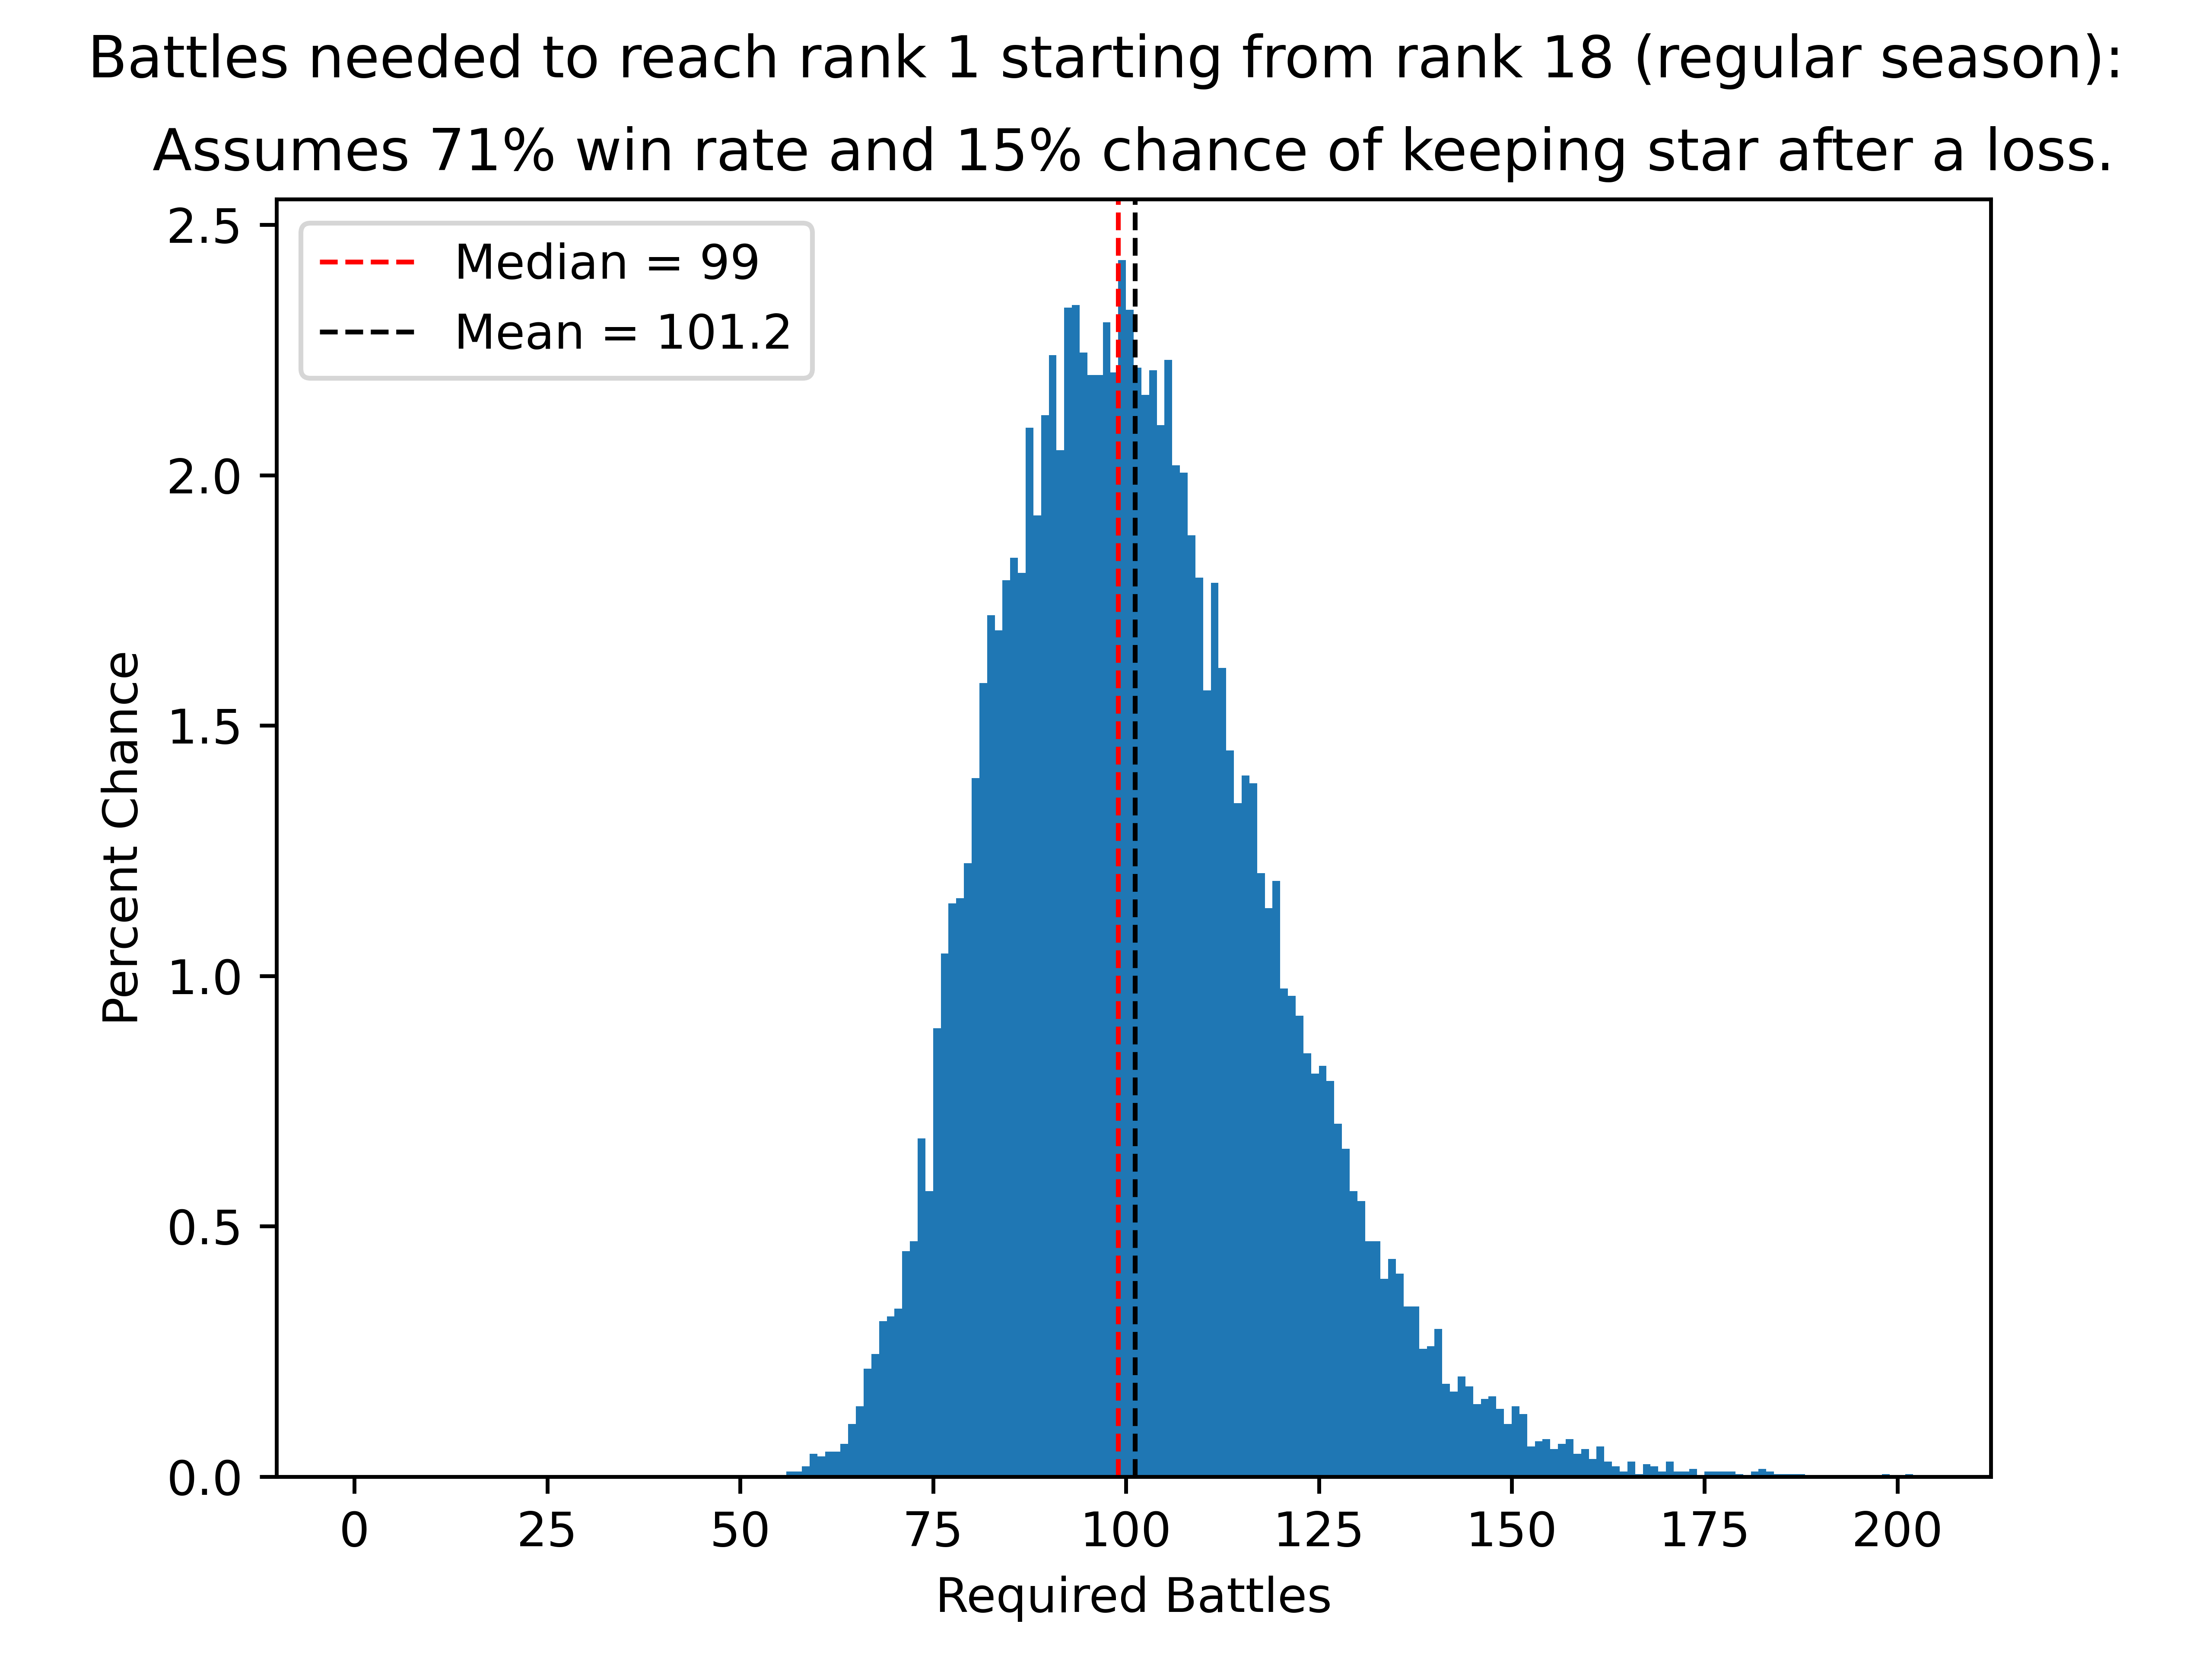 Battles needed to reach rank 1 starting from rank 18 (regular season):
Assumes 71% win rate and 15% chance of keeping star after a loss.
Median = 99
Mean = 101.2
2.5
2.0
1.5
1.0
0.5
0.0
Percent Chance
0 25 50 75 100 125 150 175 200
Required Battles